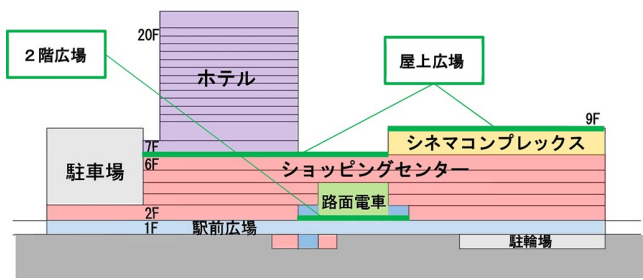 20F
2階広場
ホテル
屋上広場
9F
7F
シネマコンプレックス
駐車場
6F
ショッピングセンター
路面電車
2F
1F
駅前広場
駐輪場